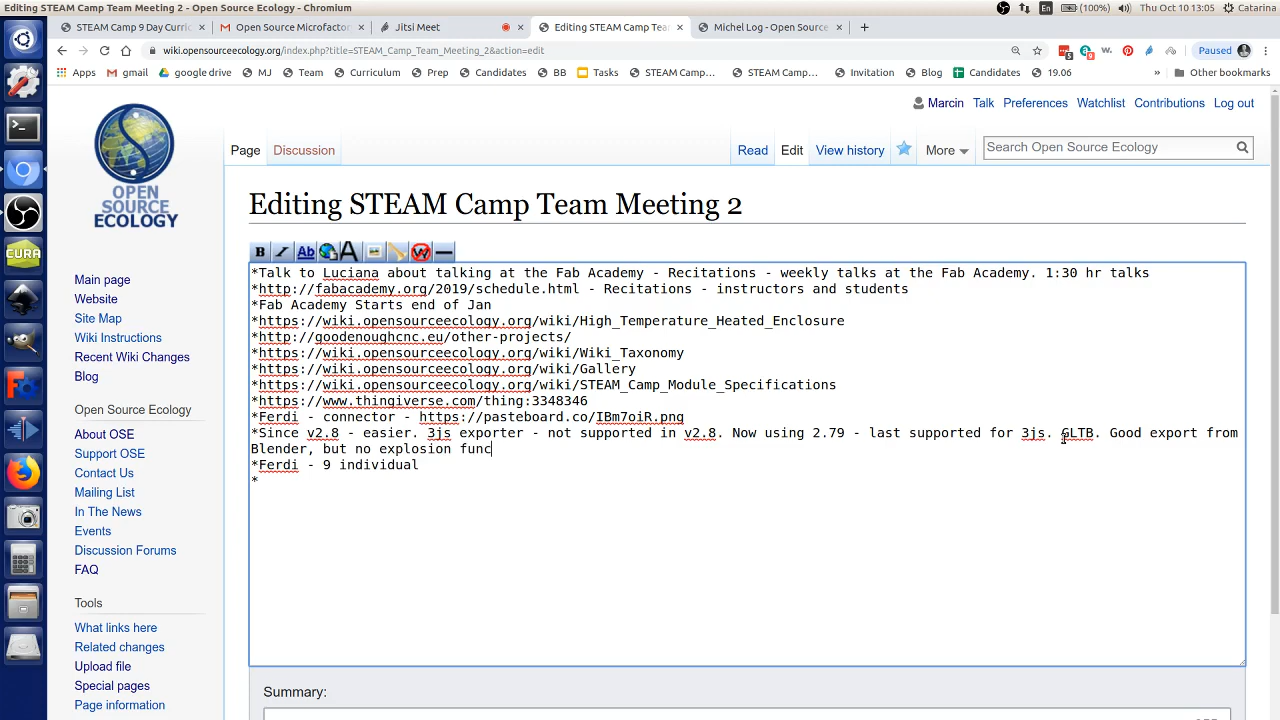 Editing STEAM Camp Team Meeting 2 - Open Source Ecology - Chromium
En (100%) Thu Oct 10 13:05 Catarina
STEAM Camp 9 Day Curric Open Source Microfactor Jitsi Meet Editing STEAM Camp Team Michel Log - Open Source
wiki.opensourceecology.org/index.php?title=STEAM_Camp_Team_Meeting_2&action=edit Paused
Apps gmail google drive MJ Team Curriculum Prep Candidates BB Tasks STEAM Camp... STEAM Camp... Invitation Blog Candidates 19.06 » Other bookmarks
Marcin Talk Preferences Watchlist Contributions Log out
Page Discussion Read Edit View history More Search Open Source Ecology
OPEN
SOURCE
ECOLOGY
Editing STEAM Camp Team Meeting 2
B I Ab A W
*Talk to Luciana about talking at the Fab Academy - Recitations - weekly talks at the Fab Academy. 1:30 hr talks
*http://fabacademy.org/2019/schedule.html - Recitations - instructors and students
*Fab Academy Starts end of Jan
*https://wiki.opensourceecology.org/wiki/High_Temperature_Heated_Enclosure
*http://goodenoughcnc.eu/other-projects/
*https://wiki.opensourceecology.org/wiki/Wiki_Taxonomy
*https://wiki.opensourceecology.org/wiki/Gallery
*https://wiki.opensourceecology.org/wiki/STEAM_Camp_Module_Specifications
*https://www.thingiverse.com/thing:3348346
*Ferdi - connector - https://pasteboard.co/IBm7oiR.png
*Since v2.8 - easier. 3js exporter - not supported in v2.8. Now using 2.79 - last supported for 3js. GLTB. Good export from
Blender, but no explosion func
*Ferdi - 9 individual
*
Summary:
Main page
Website
Site Map
Wiki Instructions
Recent Wiki Changes
Blog
Open Source Ecology
About OSE
Support OSE
Contact Us
Mailing List
In The News
Events
Discussion Forums
FAQ
Tools
What links here
Related changes
Upload file
Special pages
Page information
CURA